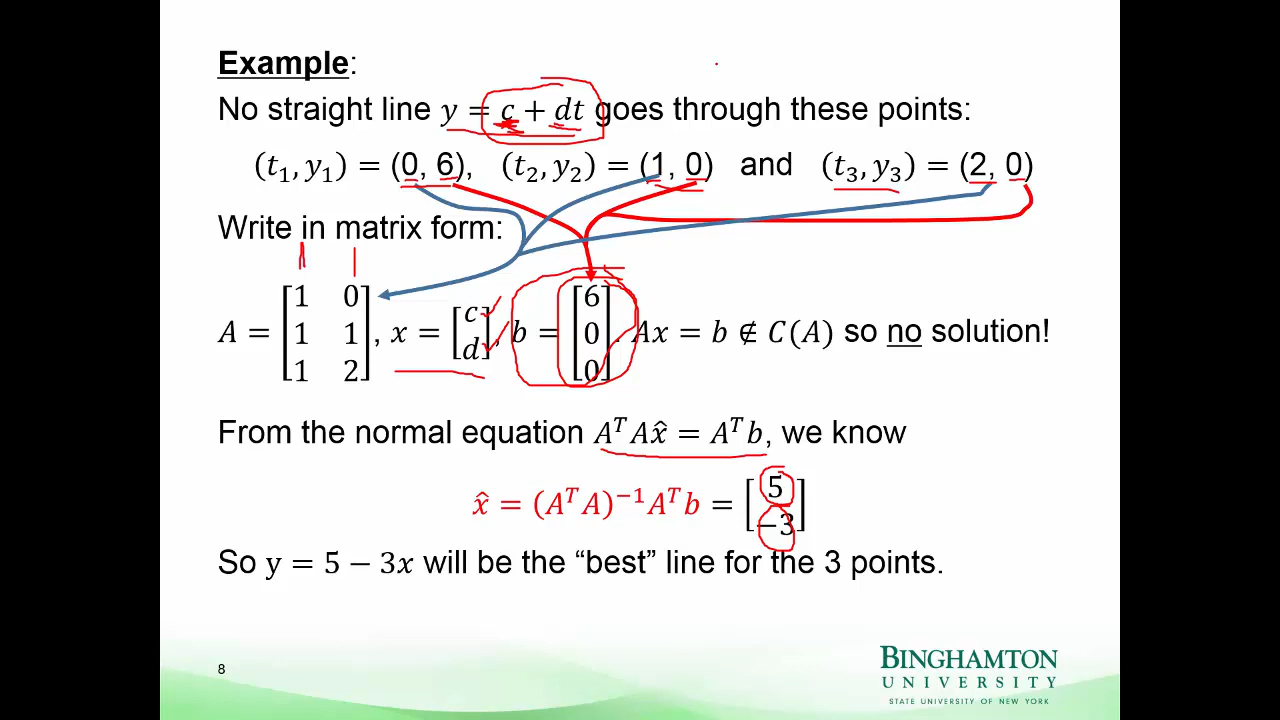 Example:
No straight line y = c + dt goes through these points:
(t₁, y₁) = (0, 6), (t₂, y₂) = (1, 0) and (t₃, y₃) = (2, 0)
Write in matrix form:
A = [1 0; 1 1; 1 2], x = [c; d], b = [6; 0; 0]. Ax = b ∉ C(A) so no solution!
From the normal equation AᵀAx̂ = Aᵀb, we know
x̂ = (AᵀA)⁻¹Aᵀb = [5; −3]
So y = 5 − 3x will be the “best” line for the 3 points.
8
BINGHAMTON
UNIVERSITY
STATE UNIVERSITY OF NEW YORK